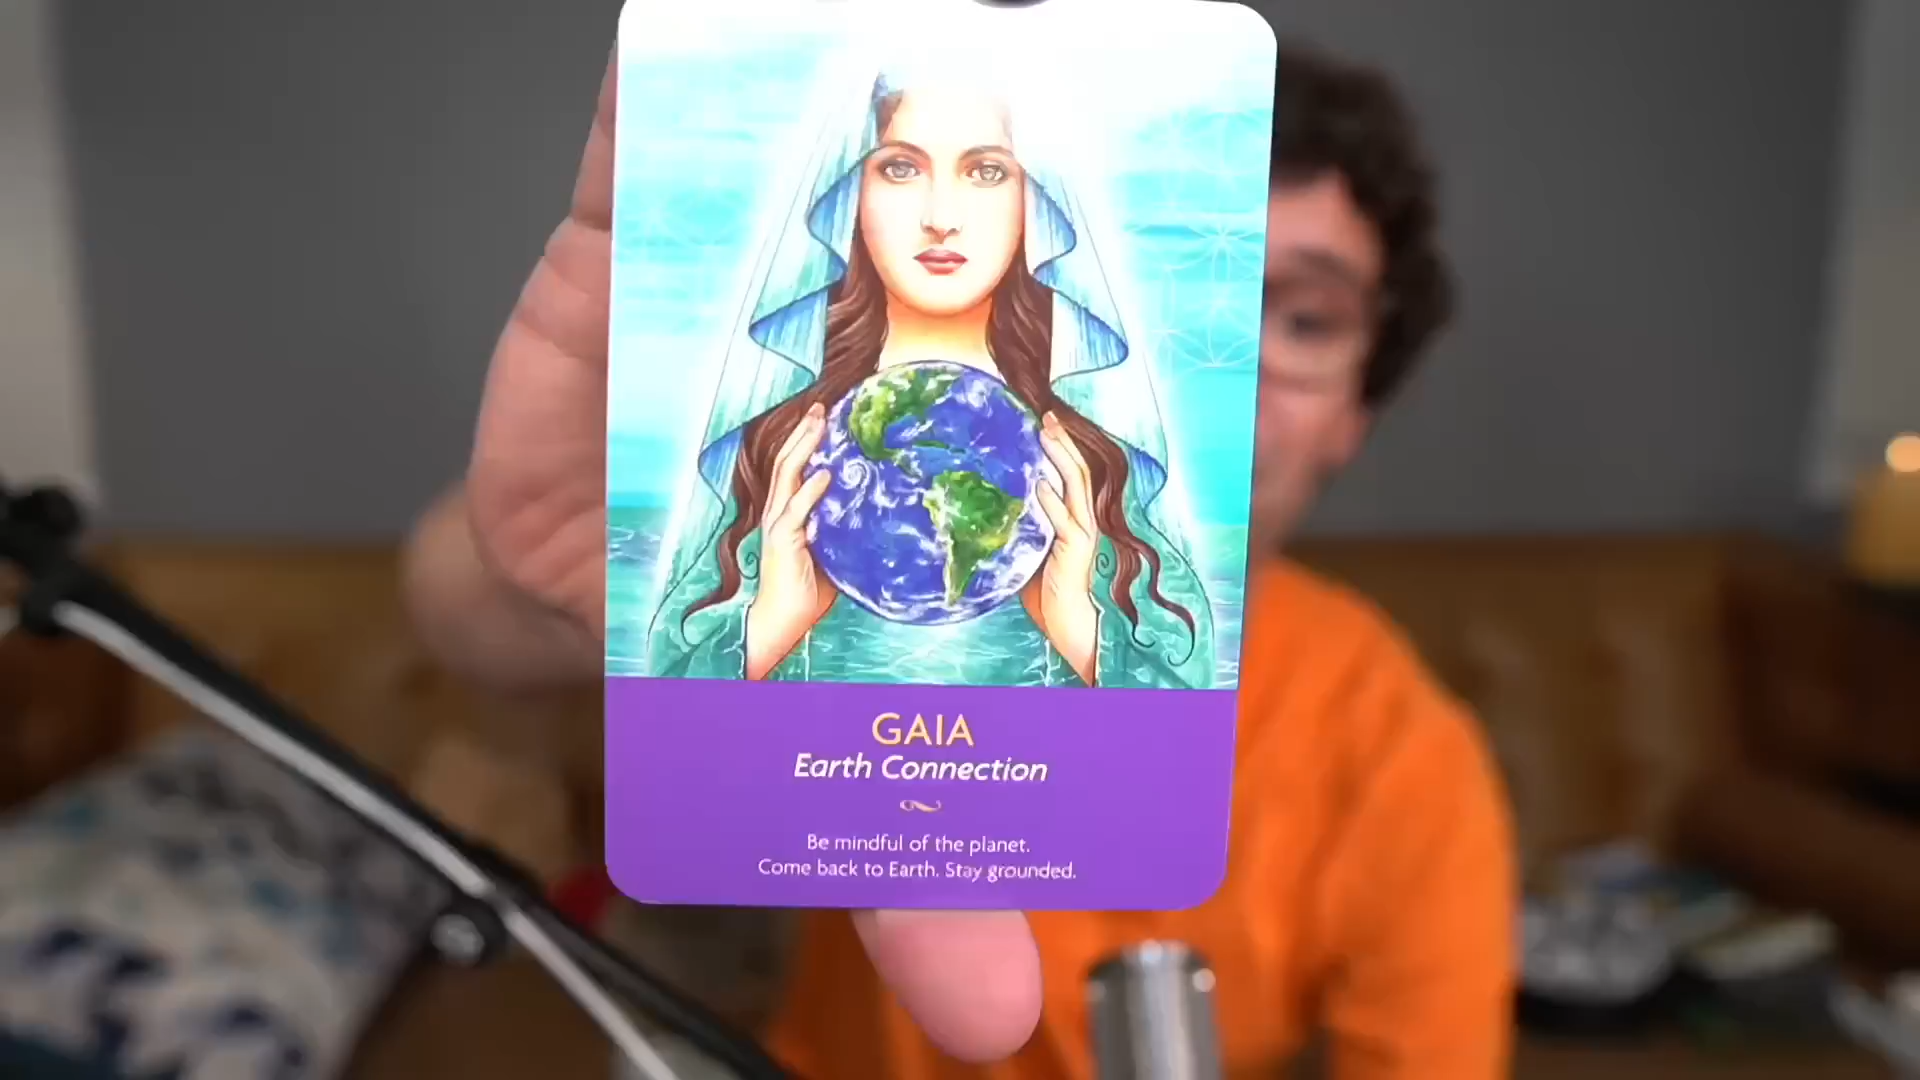 GAIA
Earth Connection
Be mindful of the planet.
Come back to Earth. Stay grounded.